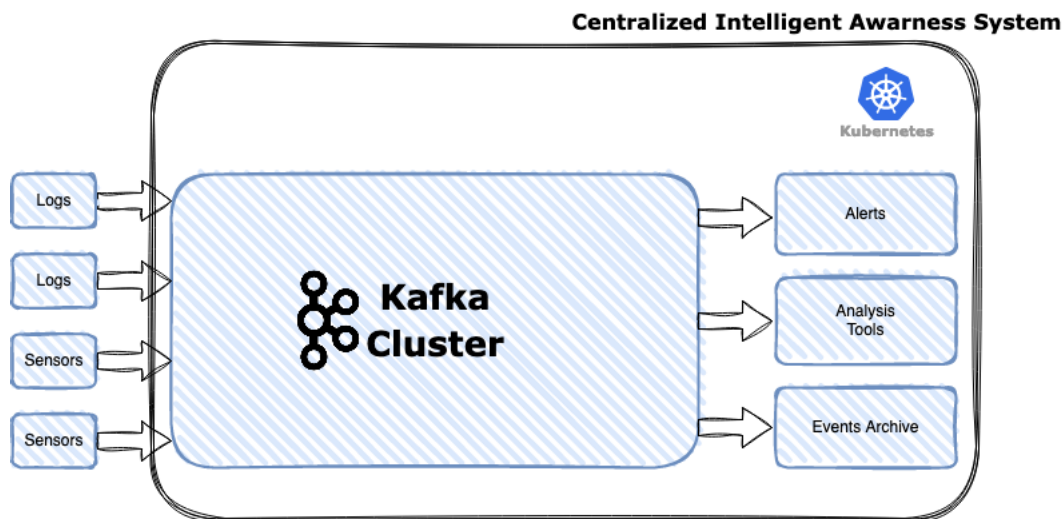 Centralized Intelligent Awarness System
Kubernetes
Logs
Logs
Sensors
Sensors
Kafka
Cluster
Alerts
Analysis
Tools
Events Archive